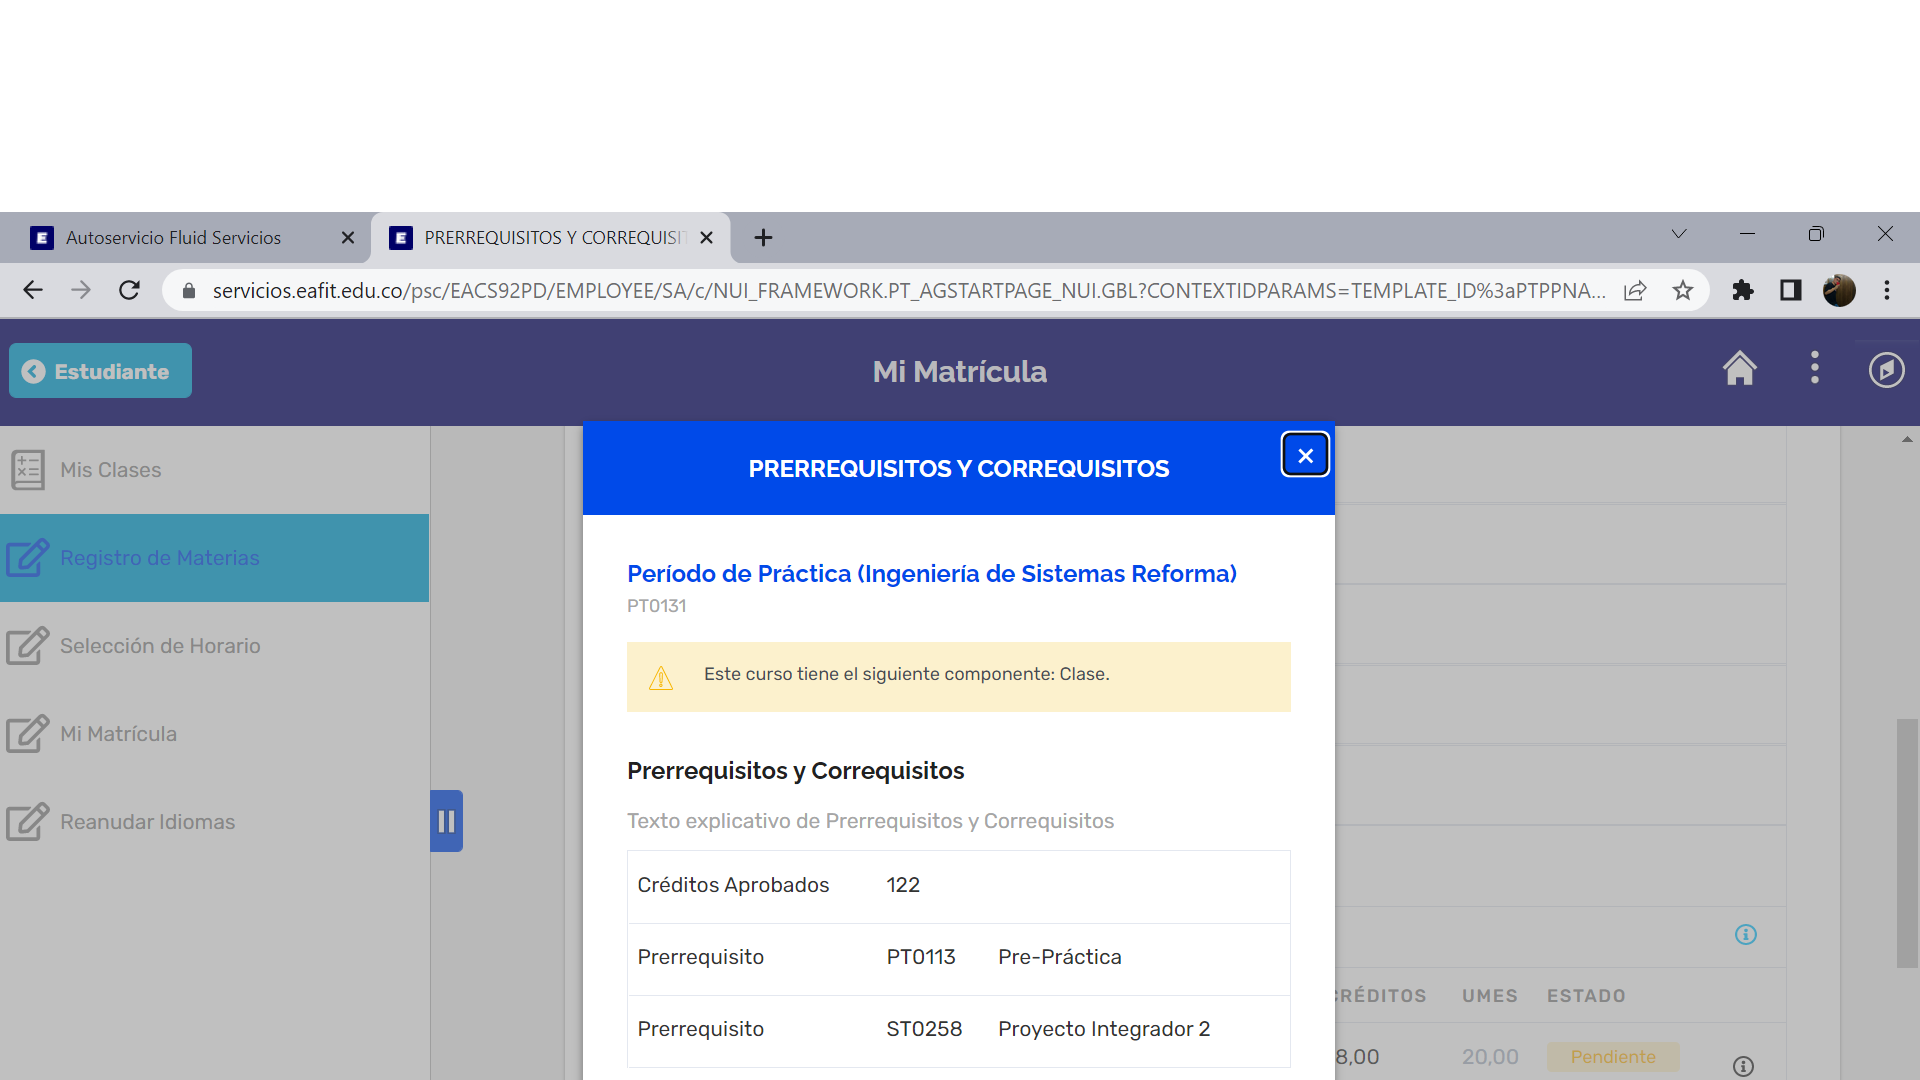 Autoservicio Fluid Servicios
PRERREQUISITOS Y CORREQUISIT
servicios.eafit.edu.co/psc/EACS92PD/EMPLOYEE/SA/c/NUI_FRAMEWORK.PT_AGSTARTPAGE_NUI.GBL?CONTEXTIDPARAMS=TEMPLATE_ID%3aPTPPNA...
Estudiante
Mi Matrícula
Mis Clases
Registro de Materias
Selección de Horario
Mi Matrícula
Reanudar Idiomas
PRERREQUISITOS Y CORREQUISITOS
Período de Práctica (Ingeniería de Sistemas Reforma)
PT0131
Este curso tiene el siguiente componente: Clase.
Prerrequisitos y Correquisitos
Texto explicativo de Prerrequisitos y Correquisitos
Créditos Aprobados 122
Prerrequisito PT0113 Pre-Práctica
Prerrequisito ST0258 Proyecto Integrador 2
CRÉDITOS UMES ESTADO
8,00 20,00 Pendiente